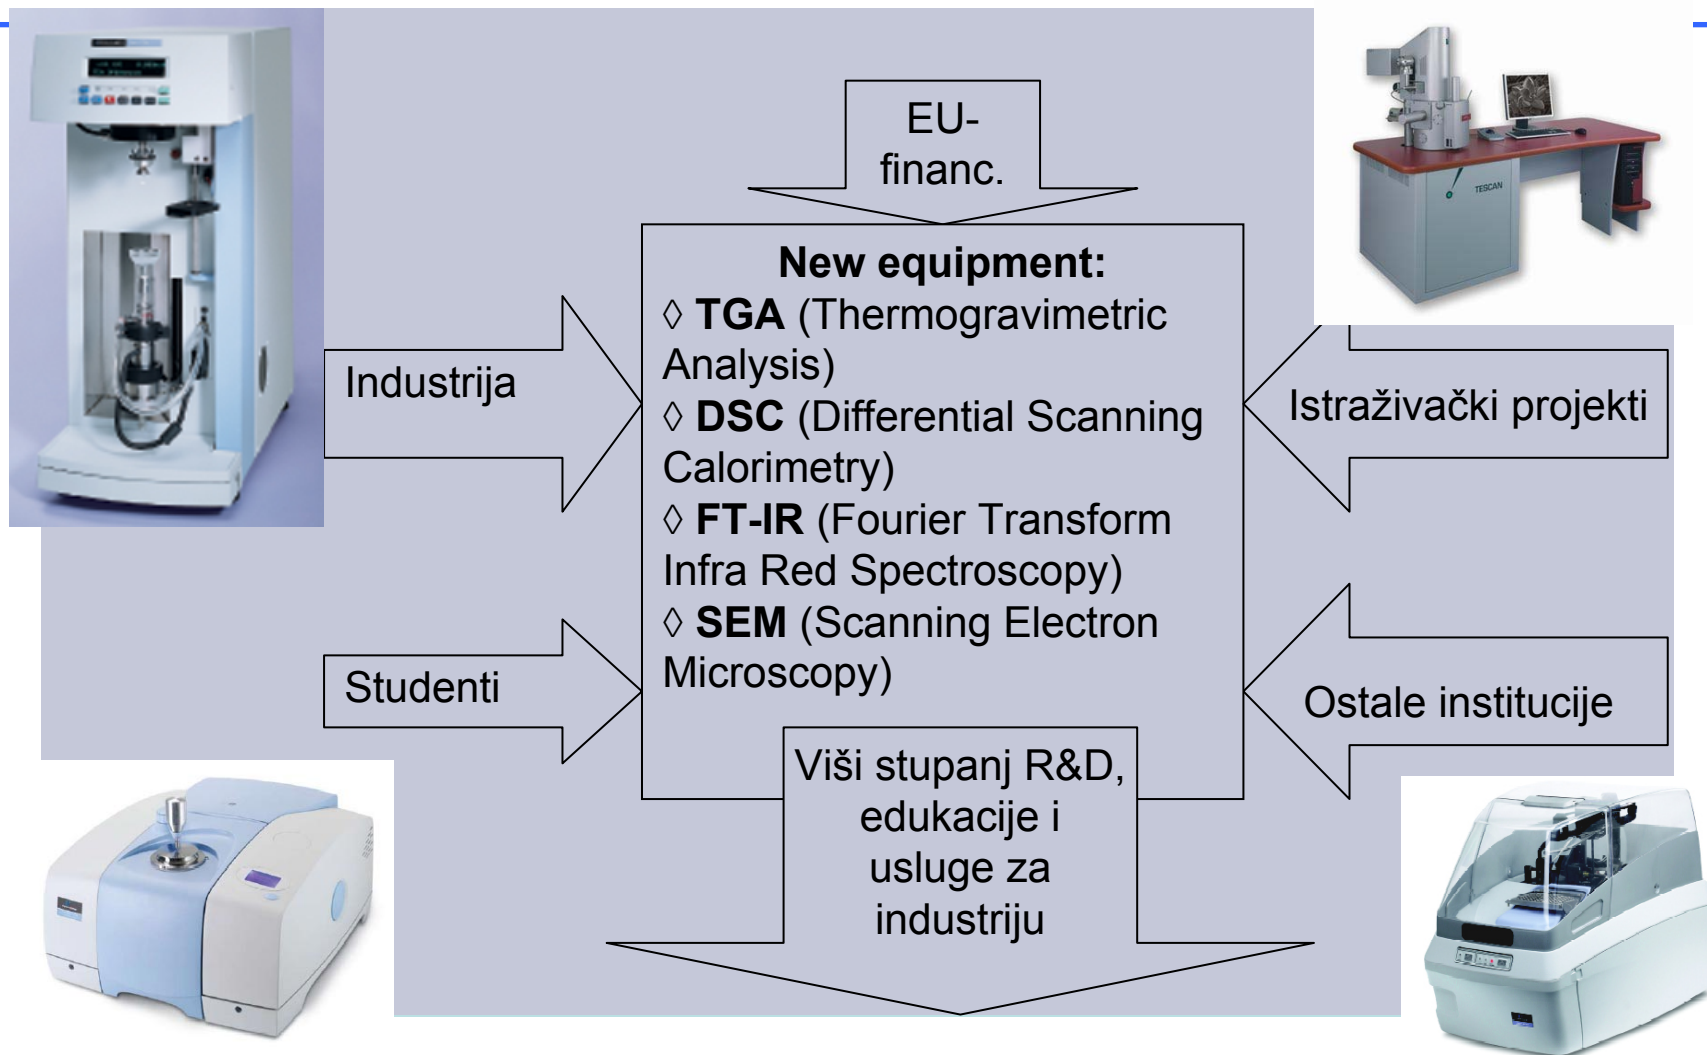 EU-
financ.
New equipment:
◊ TGA (Thermogravimetric
Analysis)
◊ DSC (Differential Scanning
Calorimetry)
◊ FT-IR (Fourier Transform
Infra Red Spectroscopy)
◊ SEM (Scanning Electron
Microscopy)
Industrija
Studenti
Istraživački projekti
Ostale institucije
Viši stupanj R&D,
edukacije i
usluge za
industriju
TESCAN